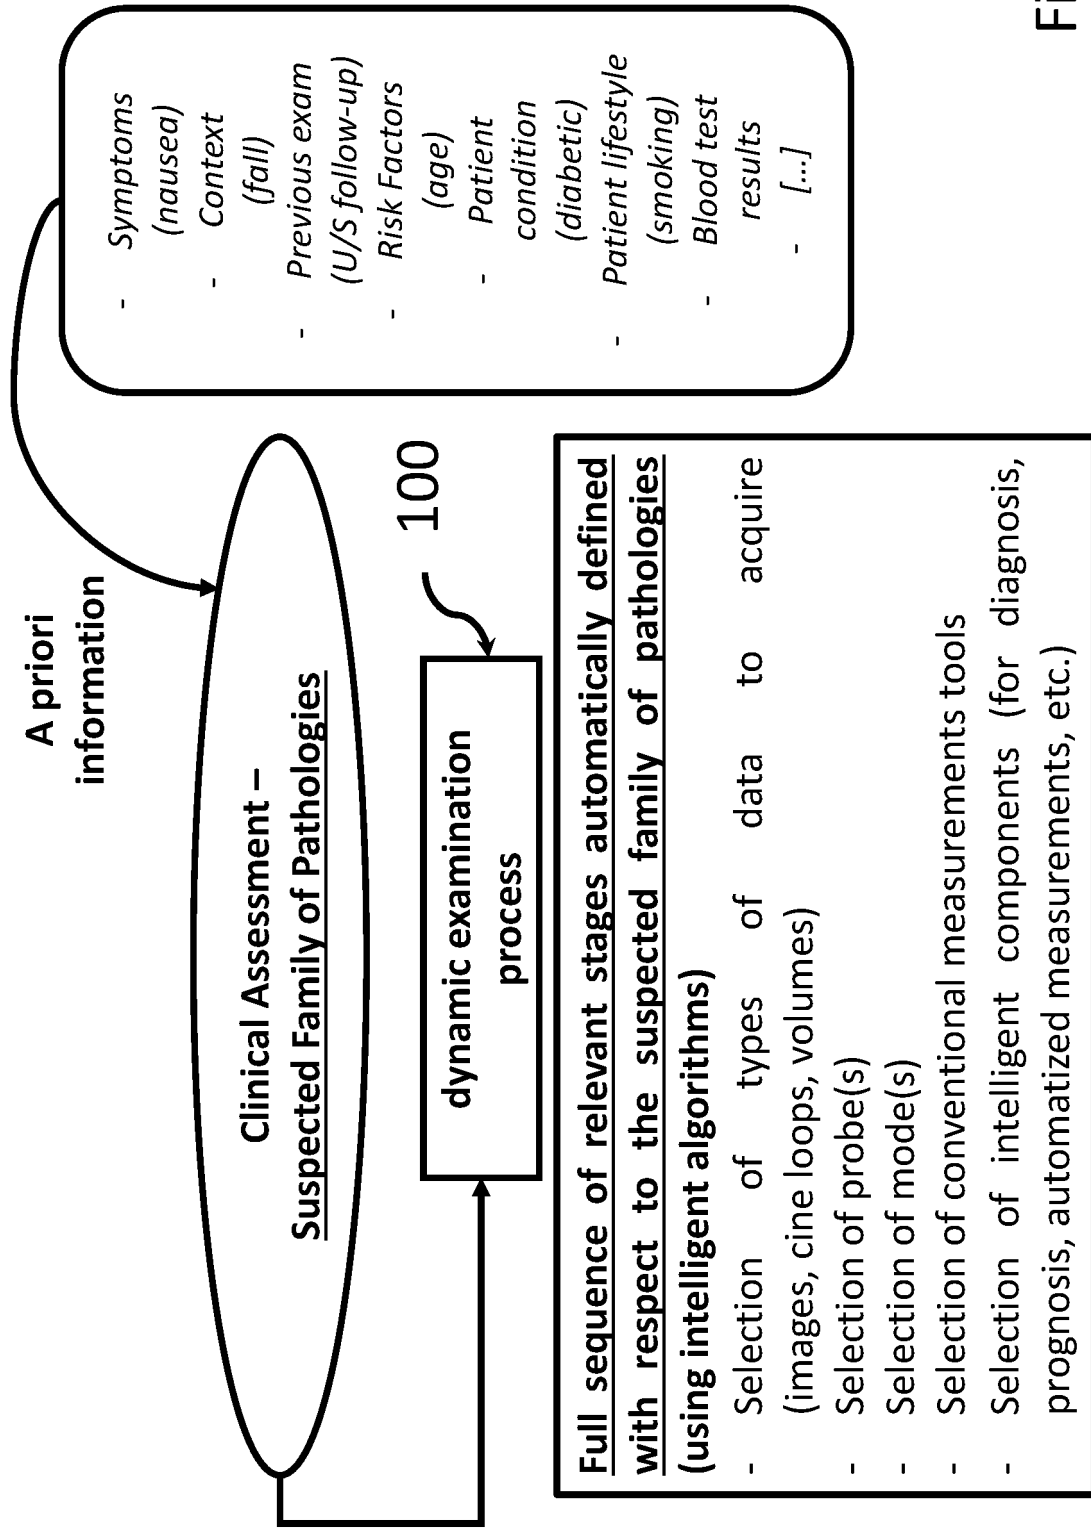 A priori
information
- Symptoms
(nausea)
- Context
(fall)
- Previous exam
(U/S follow-up)
- Risk Factors
(age)
- Patient
condition
(diabetic)
- Patient lifestyle
(smoking)
- Blood test
results
- [...]
Clinical Assessment –
Suspected Family of Pathologies
100
dynamic examination
process
Full sequence of relevant stages automatically defined
with respect to the suspected family of pathologies
(using intelligent algorithms)
- Selection of types of data to acquire
(images, cine loops, volumes)
- Selection of probe(s)
- Selection of mode(s)
- Selection of conventional measurements tools
- Selection of intelligent components (for diagnosis,
prognosis, automatized measurements, etc.)